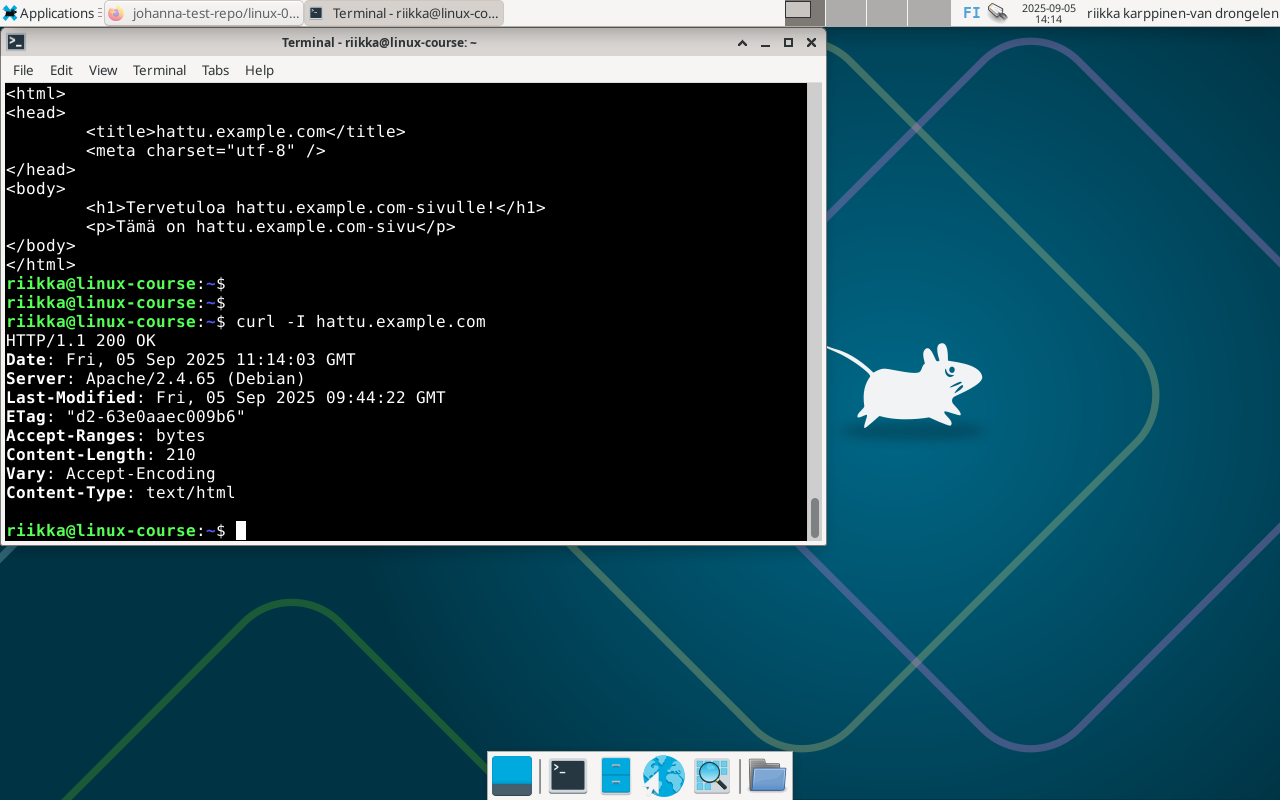 Applications
johanna-test-repo/linux-0...
Terminal - riikka@linux-co...
FI
2025-09-05
14:14
riikka karppinen-van drongelen
Terminal - riikka@linux-course: ~
File Edit View Terminal Tabs Help
<html>
<head>
        <title>hattu.example.com</title>
        <meta charset="utf-8" />
</head>
<body>
        <h1>Tervetuloa hattu.example.com-sivulle!</h1>
        <p>Tämä on hattu.example.com-sivu</p>
</body>
</html>
riikka@linux-course:~$
riikka@linux-course:~$
riikka@linux-course:~$ curl -I hattu.example.com
HTTP/1.1 200 OK
Date: Fri, 05 Sep 2025 11:14:03 GMT
Server: Apache/2.4.65 (Debian)
Last-Modified: Fri, 05 Sep 2025 09:44:22 GMT
ETag: "d2-63e0aaec009b6"
Accept-Ranges: bytes
Content-Length: 210
Vary: Accept-Encoding
Content-Type: text/html
riikka@linux-course:~$